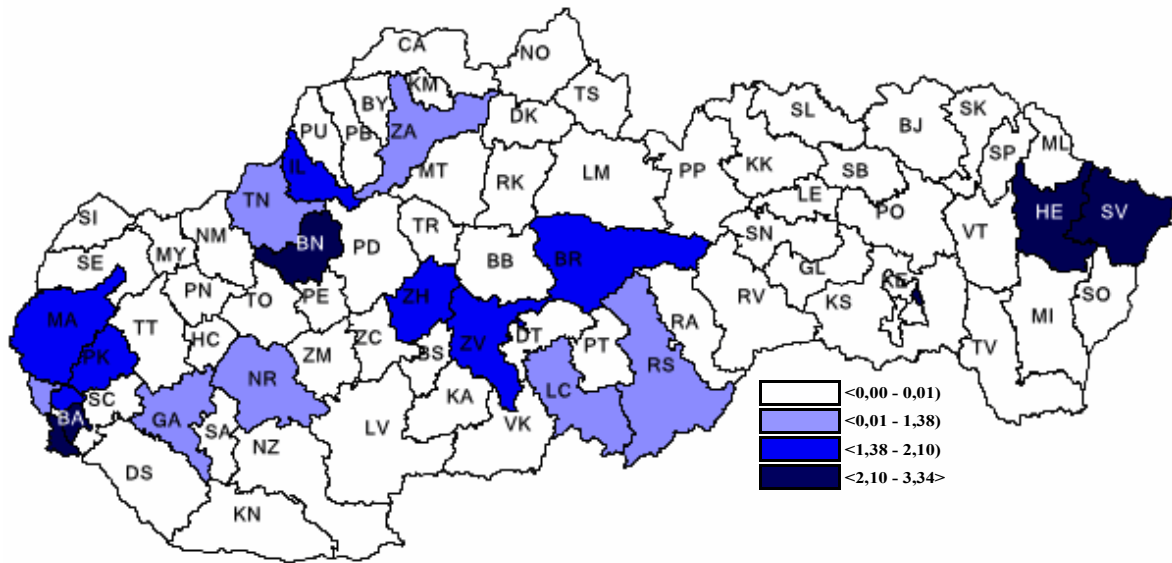 CA
NO
KM
TS
BY
PU
PB
ZA
DK
SL
BJ
SK
ML
SP
IL
MT
RK
LM
PP
KK
SB
TN
LE
HE
SV
SI
NM
BN
PD
TR
SN
PO
VT
SE
MY
BB
BR
GL
PN
TO
PE
ZH
RV
KS
KE
MI
SO
MA
TT
HC
ZM
ZC
BS
ZV
DT
PT
RA
TV
PK
NR
LC
RS
SC
KA
BA
GA
SA
NZ
LV
VK
DS
KN
<0,00 - 0,01)
<0,01 - 1,38)
<1,38 - 2,10)
<2,10 - 3,34>